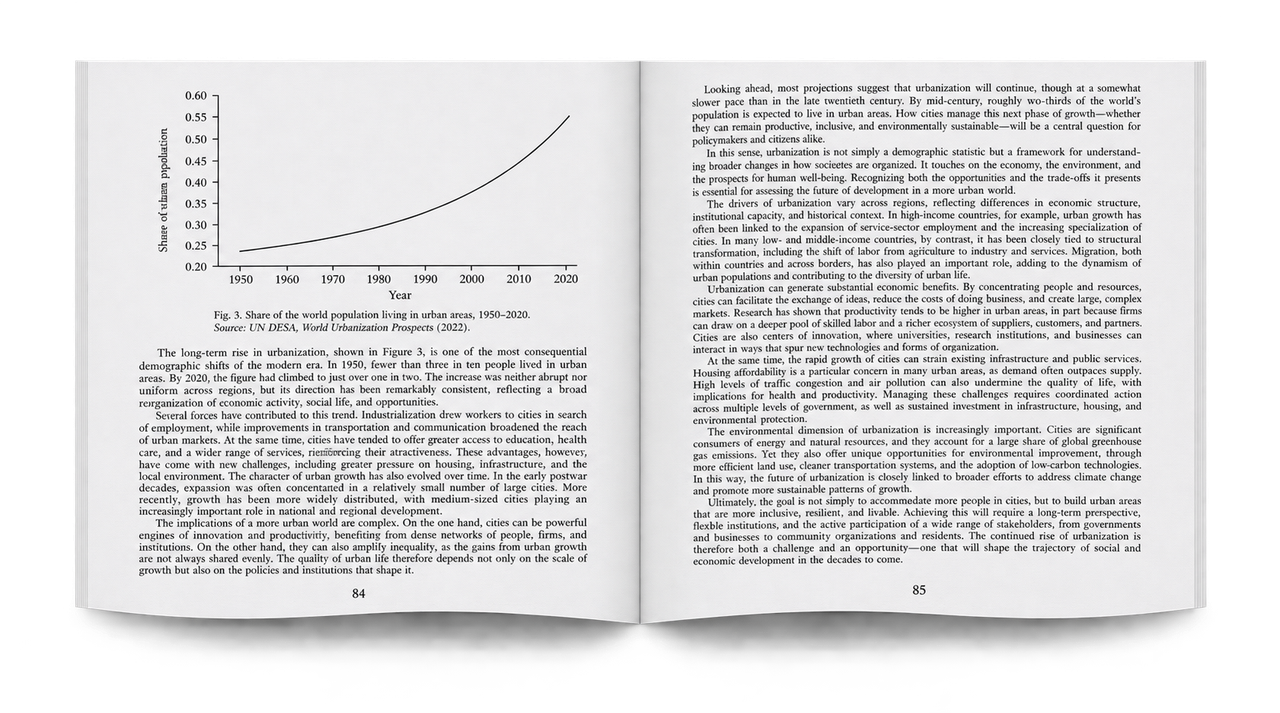 0.60
0.55
0.50
0.45
0.40
0.30
0.30
0.25
0.20
Share of population
1950 1960 1970 1980 1990 2000 2010 2020
Year
Fig. 3. Share of the world population living in urban areas, 1950–2020.
Source: UN DESA, World Urbanization Prospects (2022).
The long-term rise in urbanization, shown in Figure 3, is one of the most consequential
demographic shifts of the modern era. In 1950, fewer than three in ten people lived in urban
areas. By 2020, the figure had climbed to just over one in two. The increase was neither abrupt nor
uniform across regions, but its direction has been remarkably consistent, reflecting a broad
reorganization of economic activity, social life, and opportunities.
Several forces have contributed to this trend. Industrialization drew workers to cities in search
of employment, while improvements in transportation and communication broadened the reach
of urban markets. At the same time, cities have tended to offer greater access to education, health
care, and a wider range of services, their atractiveness. These advantages, however,
have come with new challenges, including greater pressure on housing, infrastructure, and the
local environment. The character of urban growth has also evolved over time. In the early postwar
decades, expansion was often concentarted in a relatively small number of large cities. More
recently, growth has been more widely distributed, with medium-sized cities playing an
increasingly important role in national and regional development.
The implications of a more urban world are complex. On the one hand, cities can be powerful
engines of innovation and productivity, benefiting from dense networks of people, firms, and
institutions. On the other hand, they can also amplify inequality, as the gains from urban growth
are not always shared evenly. The quality of urban life therefore depends not only on the scale of
growth but also on the policies and institutions that shape it.
84
Looking ahead, most projections suggest that urbanization will continue, though at a somewhat
slower pace than in the late twentieth century. By mid-century, roughly wo-thirds of the world's
population is expected to live in urban areas. How cities manage this next phase of growth—whether
they can remain productive, inclusive, and environmentally sustainable—will be a central question for
policymakers and citizens alike.
In this sense, urbanization is not simply a demographic statistic but a framework for understand-
ing broader changes in how socieetes are organized. It touches on the economy, the environment, and
the prospects for human well-being. Recognizing both the opportunities and the trade-offs it presents
is essential for assessing the future of development in a more urban world.
The drivers of urbanization vary across regions, reflecting differences in economic structure,
institutional capacity, and historical context. In high-income countries, for example, urban growth has
often been linked to the expansion of service-sector employment and the increasing specialization of
cities. In many low- and middle-income countries, by contrast, it has been closely tied to structural
transformation, including the shift of labor from agriculture to industry and services. Migration, both
within countries and across borders, has also played an important role, adding to the dynamism of
urban populations and contributing to the diversity of urban life.
Urbanization can generate substantial economic benefits. By concentrating people and resources,
cities can facilitate the exchange of ideas, reduce the costs of doing business, and create large, complex
markets. Research has shown that productivity tends to be higher in urban areas, in part because firms
can draw on a deeper pool of skilled labor and a richer ecosystem of suppliers, customers, and partners.
Cities are also centers of innovation, where universities, research institutions, and businesses can
interact in ways that spur new technologies and forms of organization.
At the same time, the rapid growth of cities can strain existing infrastructure and public services.
Housing affordability is a particular concern in many urban areas, as demand often outpaces supply.
High levels of traffic congestion and air pollution can also undermine the quality of life, with
implications for health and productivity. Managing these challenges requires coordinated action
across multiple levels of government, as well as sustained investment in infrastructure, housing, and
environmental protection.
The environmental dimension of urbanization is increasingly important. Cities are significant
consumers of energy and natural resources, and they account for a large share of global greenhouse
gas emissions. Yet they also offer unique opportunities for environmental improvement, through
more efficient land use, cleaner transportation systems, and the adoption of low-carbon technologies.
In this way, the future of urbanization is closely linked to broader efforts to address climate change
and promote more sustainable patterns of growth.
Ultimately, the goal is not simply to accommodate more people in cities, but to build urban areas
that are more inclusive, resilient, and livable. Achieving this will require a long-term prerspective,
flexble institutions, and the active participation of a wide range of stakeholders, from governments
and businesses to community organizations and residents. The continued rise of urbanization is
therefore both a challenge and an opportunity—one that will shape the trajectory of social and
economic development in the decades to come.
85